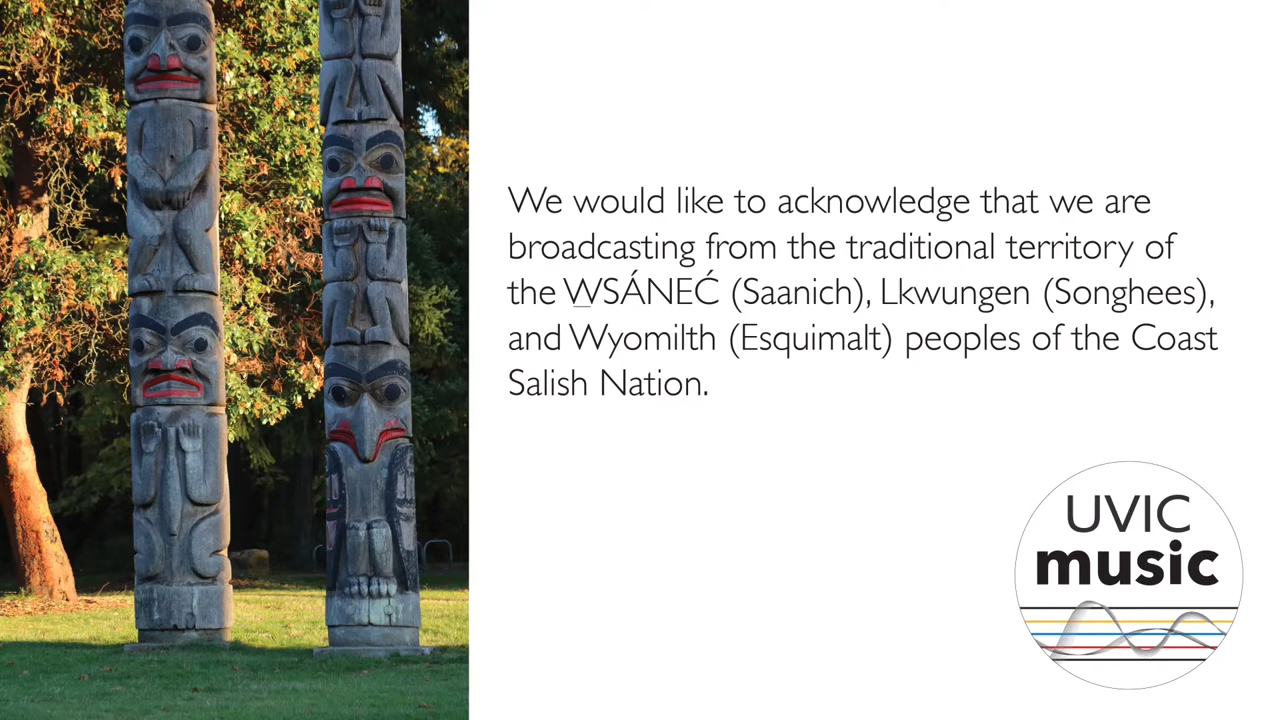 We would like to acknowledge that we are
broadcasting from the traditional territory of
the W̱SÁNEĆ (Saanich), Lkwungen (Songhees),
and Wyomilth (Esquimalt) peoples of the Coast
Salish Nation.
UVIC
music